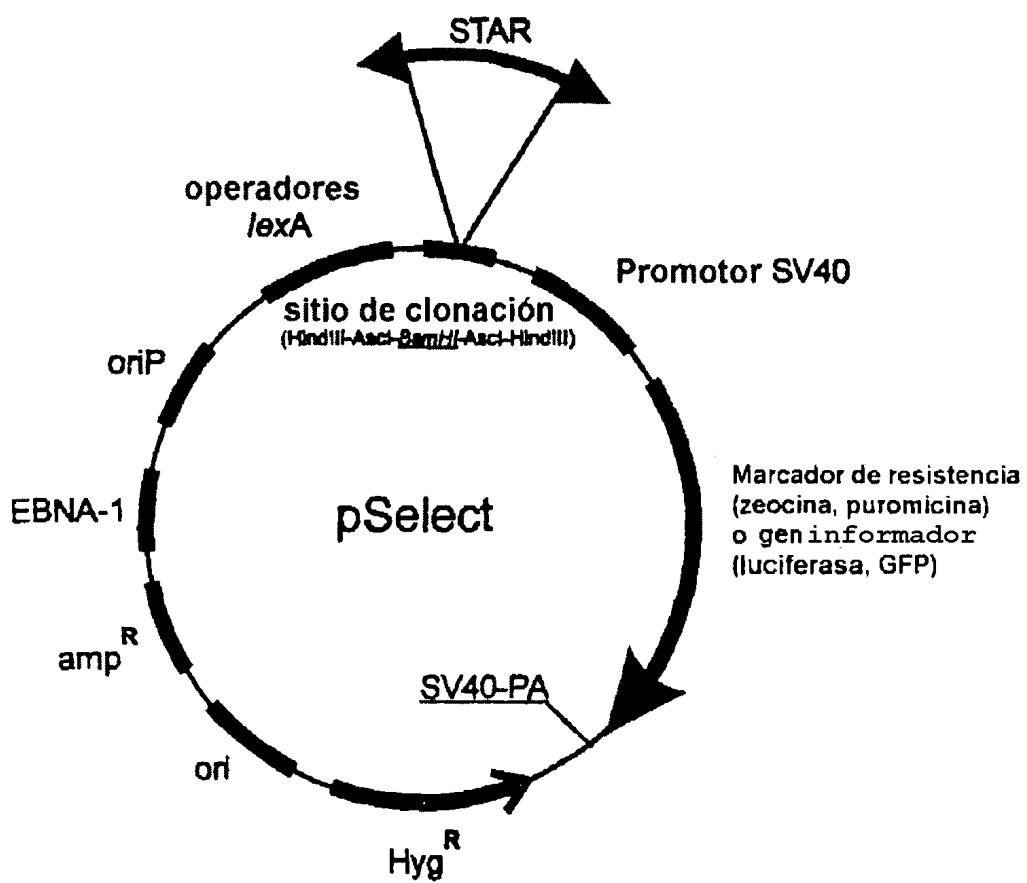 STAR
operadores
lexA
Promotor SV40
sitio de clonación
(HindIII-AscI-BamHI-AscI-HindIII)
oriP
EBNA-1
pSelect
Marcador de resistencia
(zeocina, puromicina)
o gen informador
(luciferasa, GFP)
amp R
SV40-PA
ori
Hyg R